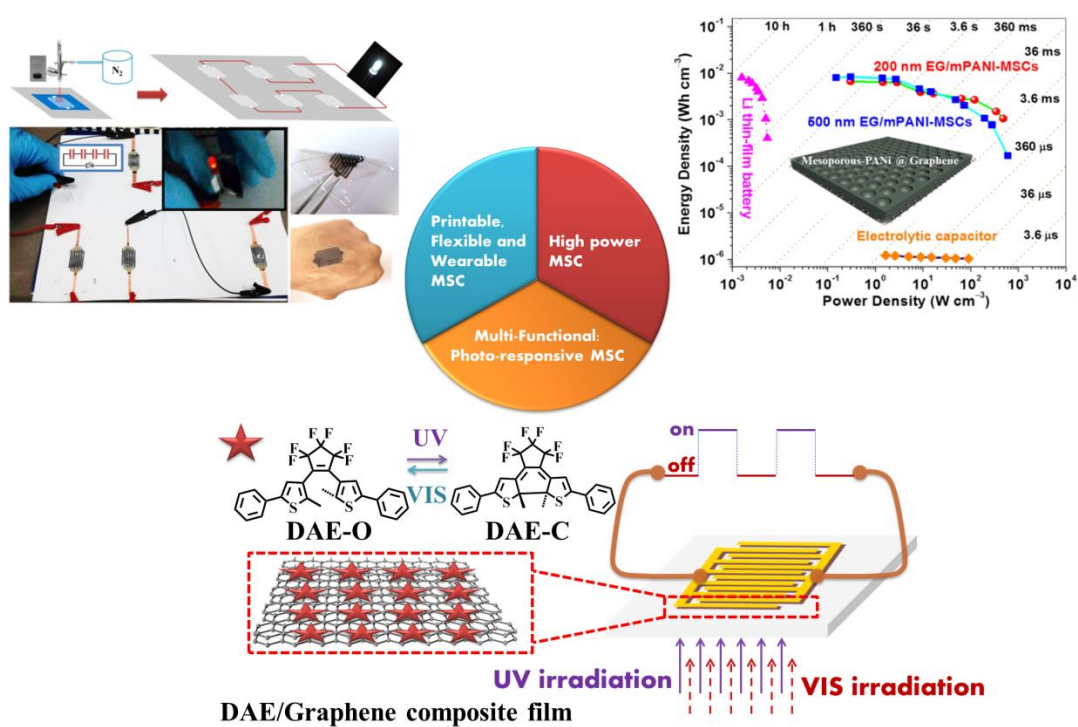 N₂
Printable,
Flexible and
Wearable
MSC
High power
MSC
Multi-Functional:
Photo-responsive MSC
10 h
1 h
360 s
36 s
3.6 s
360 ms
36 ms
3.6 ms
360 µs
36 µs
3.6 µs
Energy Density (Wh cm⁻³)
10⁻¹
10⁻²
10⁻³
10⁻⁴
10⁻⁵
10⁻⁶
Li thin-film
battery
200 nm EG/mPANI-MSCs
500 nm EG/mPANI-MSCs
Mesoporous-PANi @ Graphene
Electrolytic capacitor
10⁻³ 10⁻² 10⁻¹ 10⁰ 10¹ 10² 10³ 10⁴
Power Density (W cm⁻³)
F F F F F F
S S
DAE-O
UV
VIS
F F F F F F
S S
DAE-C
on
off
UV irradiation
VIS irradiation
DAE/Graphene composite film